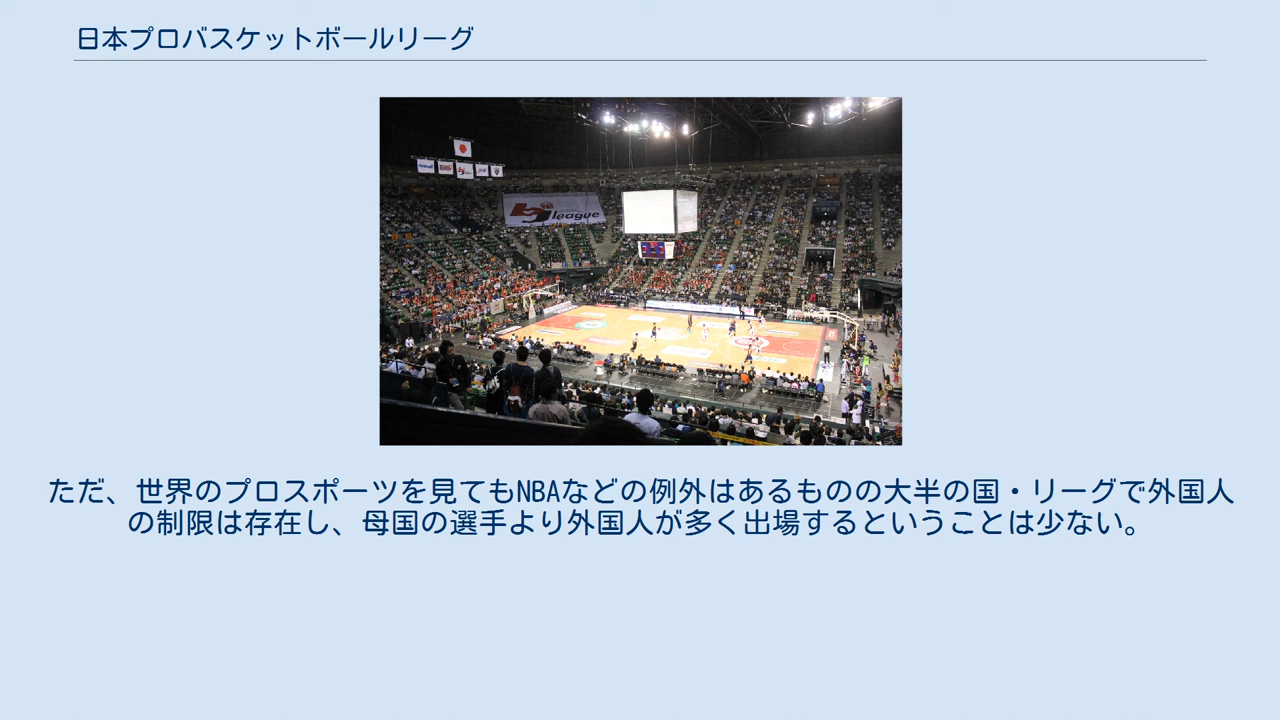 日本プロバスケットボールリーグ
bj league
ただ、世界のプロスポーツを見てもNBAなどの例外はあるものの大半の国・リーグで外国人
の制限は存在し、母国の選手より外国人が多く出場するということは少ない。